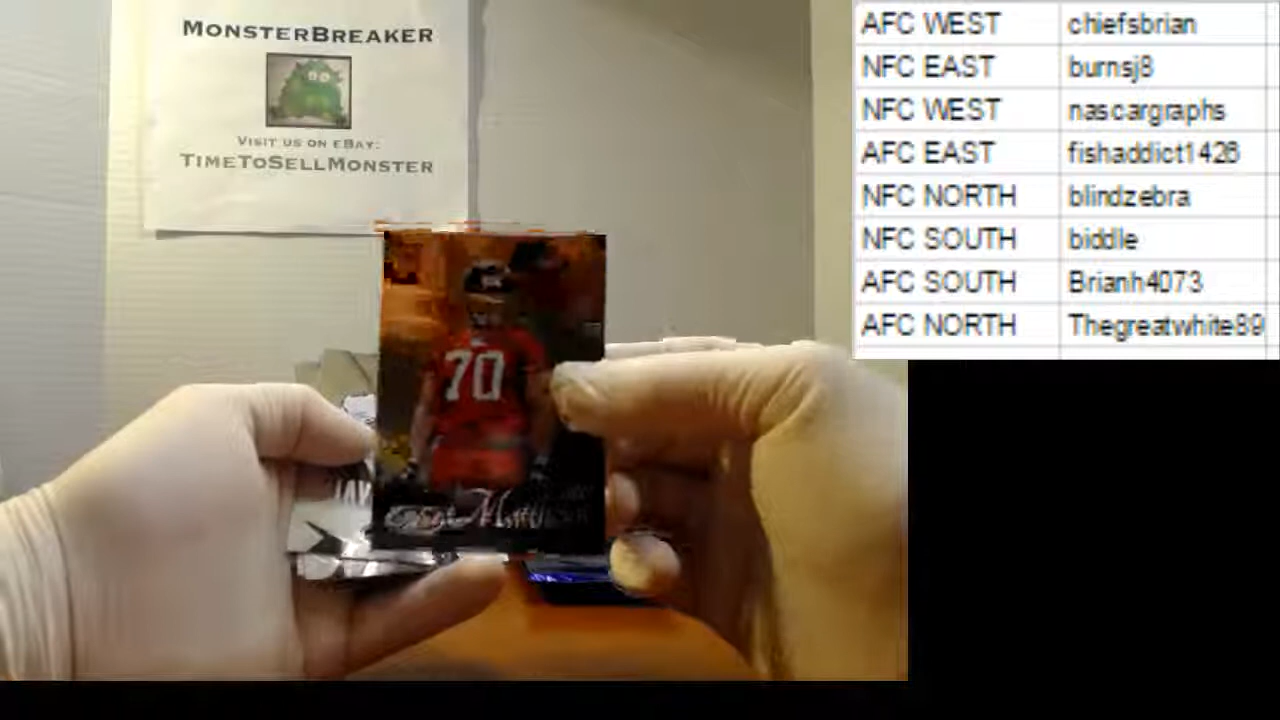 MONSTERBREAKER
VISIT US ON EBAY:
TIMETOSELLMONSTER
AFC WEST chiefsbrian
NFC EAST burnsj8
NFC WEST nascargraphs
AFC EAST fishaddict1426
NFC NORTH blindzebra
NFC SOUTH biddle
AFC SOUTH Brianh4073
AFC NORTH Thegreatwhite89
70